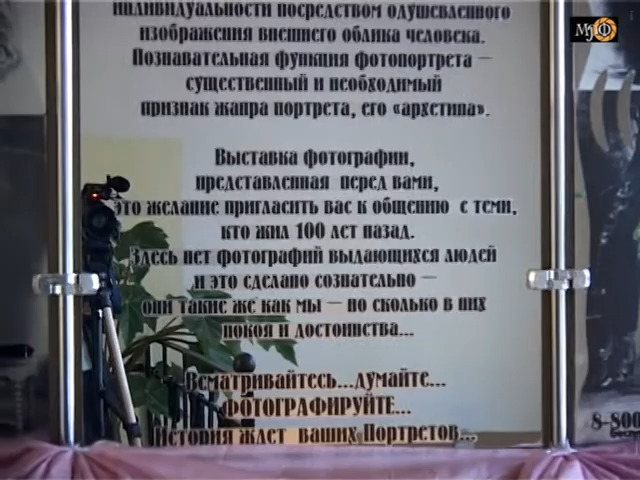 индивидуальности посредством одушевленного
изображения внешнего облика человека.
Познавательная функция фотопортрета —
существенный и необходимый
признак жанра портрета, его «архетипа».
Выставка фотографии,
представленная перед вами,
это желание пригласить вас к общению с теми,
кто жил 100 лет назад.
Здесь нет фотографий выдающихся людей
и это сделано сознательно —
они такие же как мы — но сколько в них
покоя и достоинства...
Всматривайтесь...думайте...
ФОТОГРАФИРУЙТЕ...
История ждет ваших Портретов...
МУФ
8-800